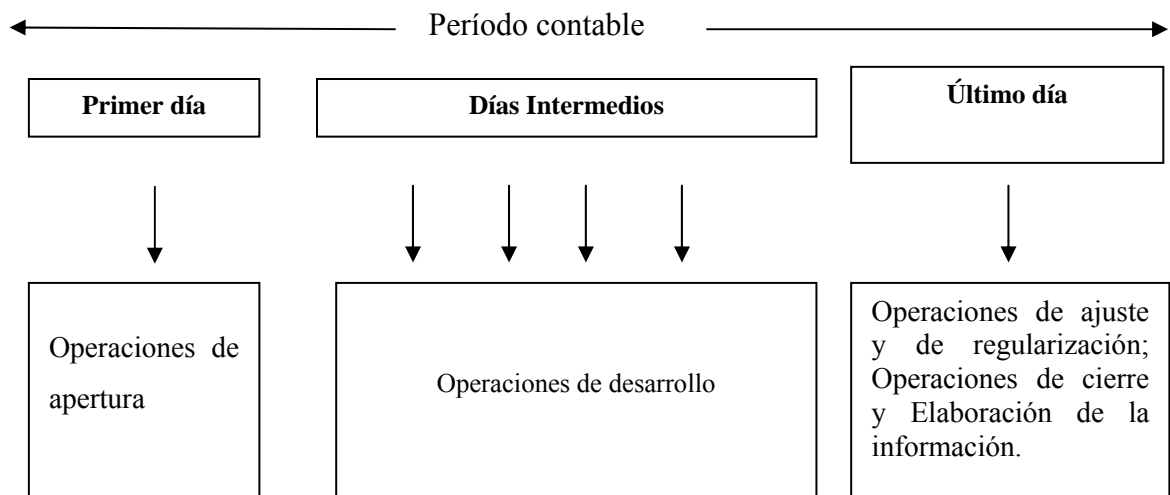 Período contable
Primer día
Días Intermedios
Último día
Operaciones de
apertura
Operaciones de desarrollo
Operaciones de ajuste
y de regularización;
Operaciones de cierre
y Elaboración de la
información.